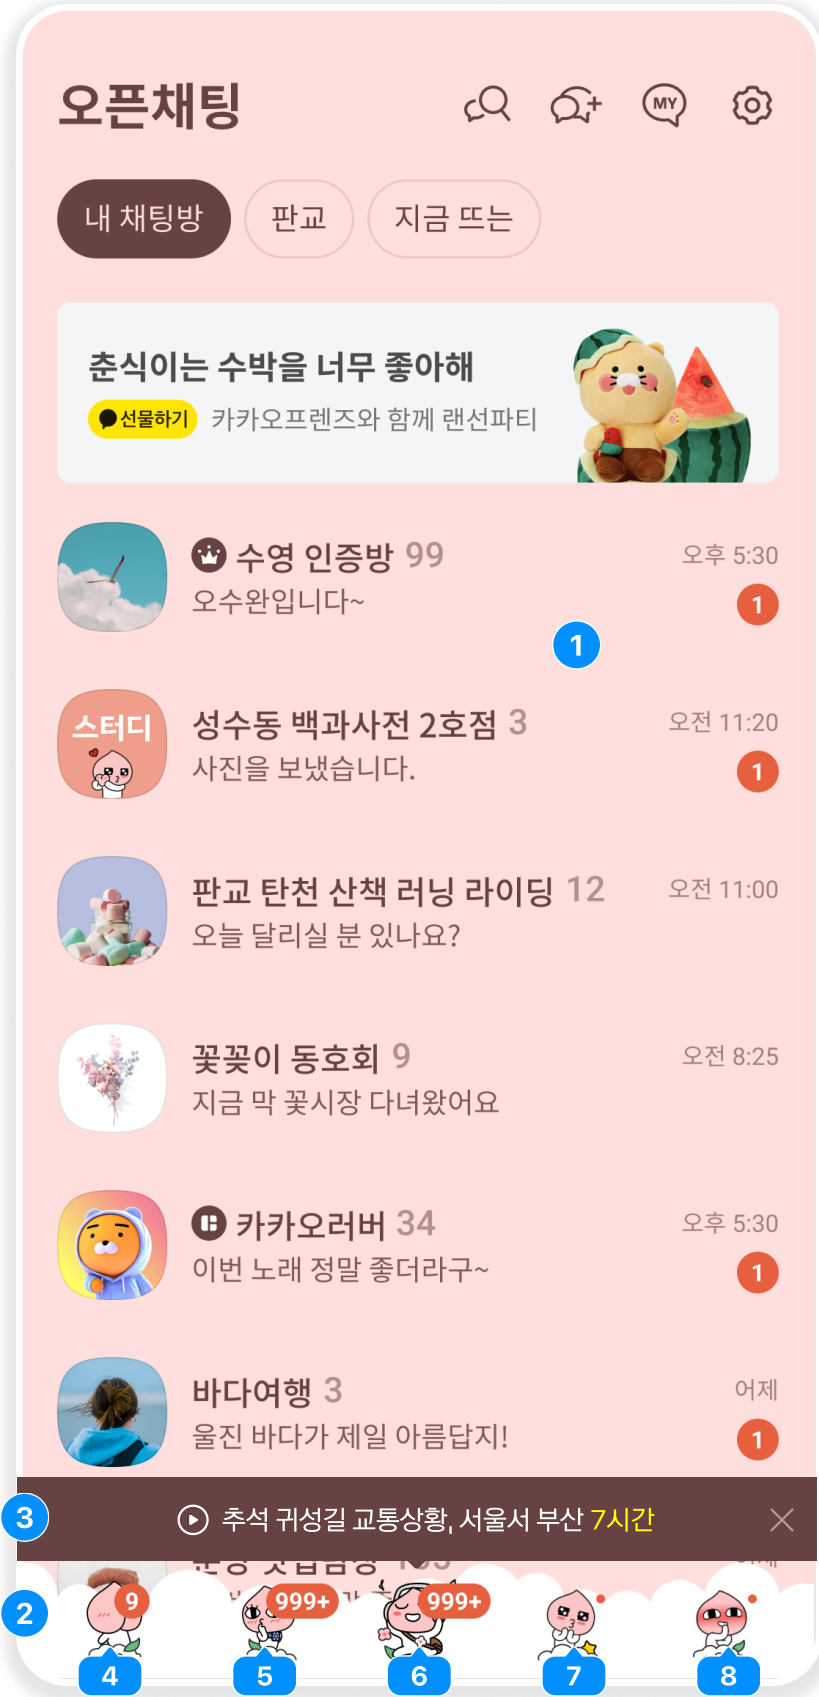 오픈채팅
MY
내 채팅방
판교
지금 뜨는
춘식이는 수박을 너무 좋아해
선물하기 카카오프렌즈와 함께 랜선파티
수영 인증방 99
오후 5:30
오수완입니다~
1
1
스터디
성수동 백과사전 2호점 3
오전 11:20
사진을 보냈습니다.
1
판교 탄천 산책 러닝 라이딩 12
오전 11:00
오늘 달리실 분 있나요?
꽃꽂이 동호회 9
오전 8:25
지금 막 꽃시장 다녀왔어요
카카오러버 34
오후 5:30
이번 노래 정말 좋더라구~
1
바다여행 3
어제
울진 바다가 제일 아름답지!
1
3
추석 귀성길 교통상황, 서울서 부산 7시간
2
9
999+
999+
4
5
6
7
8